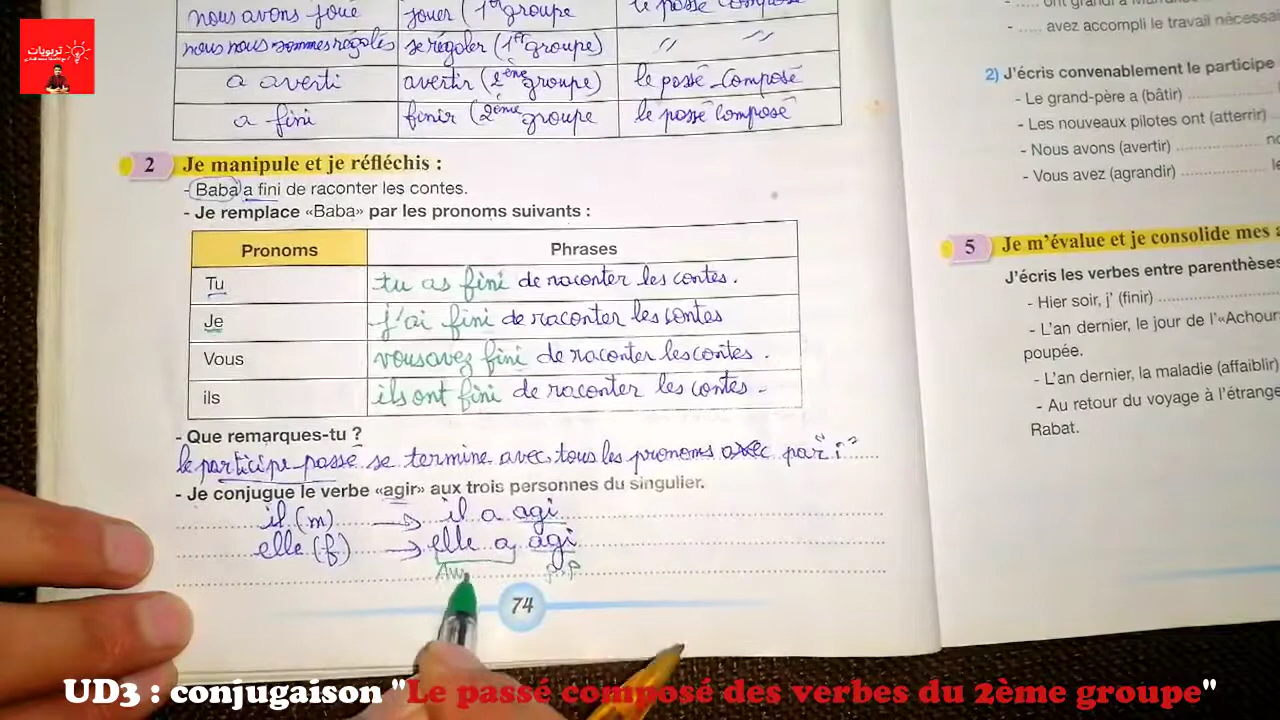 nous avons joué jouer (1er groupe le passé composé
nous nous sommes régolés se régoler (1er groupe) " "
a averti avertir (2ème groupe) le passé composé
a fini finir (2ème groupe le passé composé
2 Je manipule et je réfléchis :
- Baba a fini de raconter les contes.
- Je remplace «Baba» par les pronoms suivants :
Pronoms Phrases
Tu tu as fini de raconter les contes.
Je j'ai fini de raconter les contes
Vous vous avez fini de raconter les contes.
ils ils ont fini de raconter les contes.
- Que remarques-tu ?
le participe passé se termine avec tous les pronoms avec par "i"
- Je conjugue le verbe «agir» aux trois personnes du singulier.
il (m) → il a agi
elle (f) → elle a agi
p.p
74
- ..... ont grandi à
- ..... avez accompli le travail nécessa
2) J'écris convenablement le participe
- Le grand-père a (bâtir)
- Les nouveaux pilotes ont (atterrir)
- Nous avons (avertir)
- Vous avez (agrandir)
5 Je m'évalue et je consolide mes a
J'écris les verbes entre parenthèses
- Hier soir, j' (finir)
- L'an dernier, le jour de l'«Achour
poupée.
- L'an dernier, la maladie (affaiblir)
- Au retour du voyage à l'étrange
Rabat.
تربويات
UD3 : conjugaison "Le passé composé des verbes du 2ème groupe"